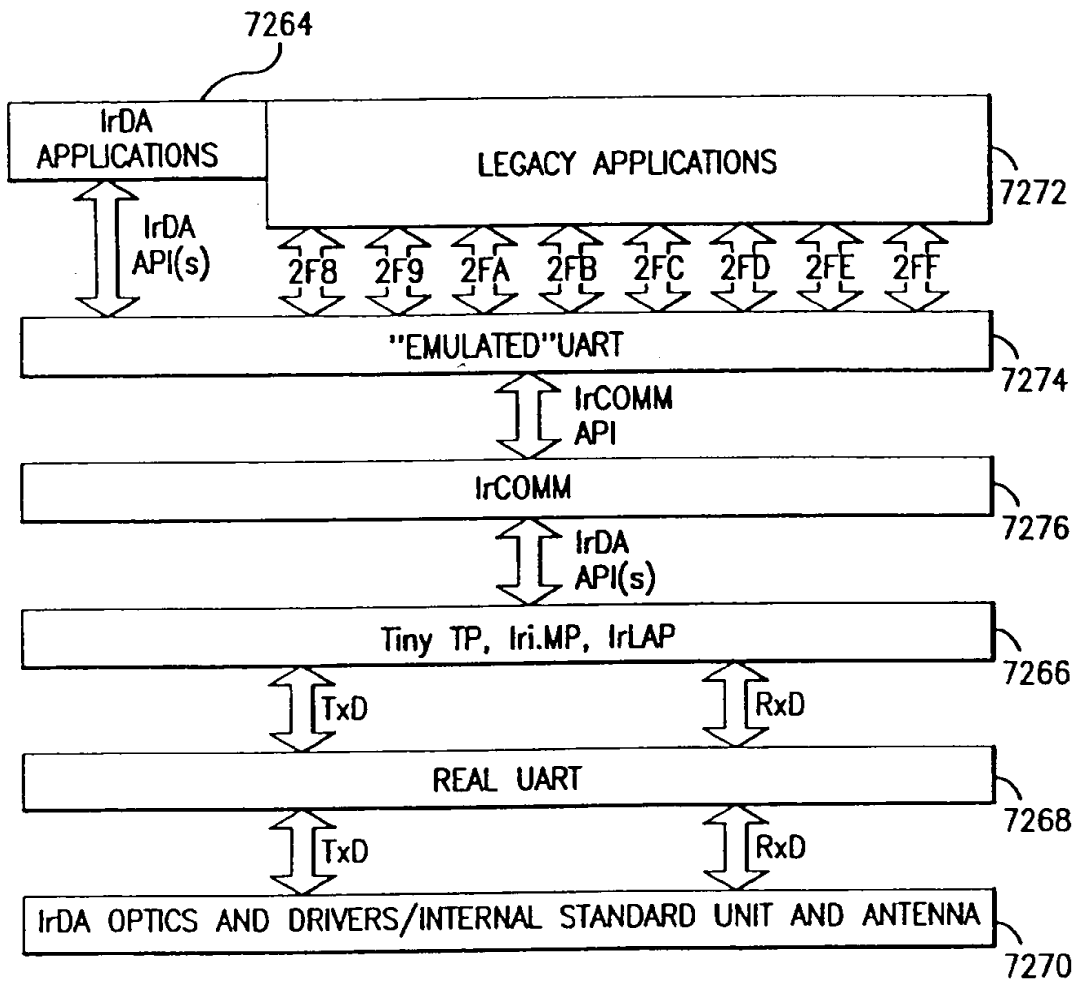 7264
IrDA
APPLICATIONS
LEGACY APPLICATIONS
7272
IrDA
API(s)
2F8 2F9 2FA 2FB 2FC 2FD 2FE 2FF
"EMULATED"UART
7274
IrCOMM
API
IrCOMM
7276
IrDA
API(s)
Tiny TP, Iri.MP, IrLAP
7266
TxD RxD
REAL UART
7268
TxD RxD
IrDA OPTICS AND DRIVERS/INTERNAL STANDARD UNIT AND ANTENNA
7270